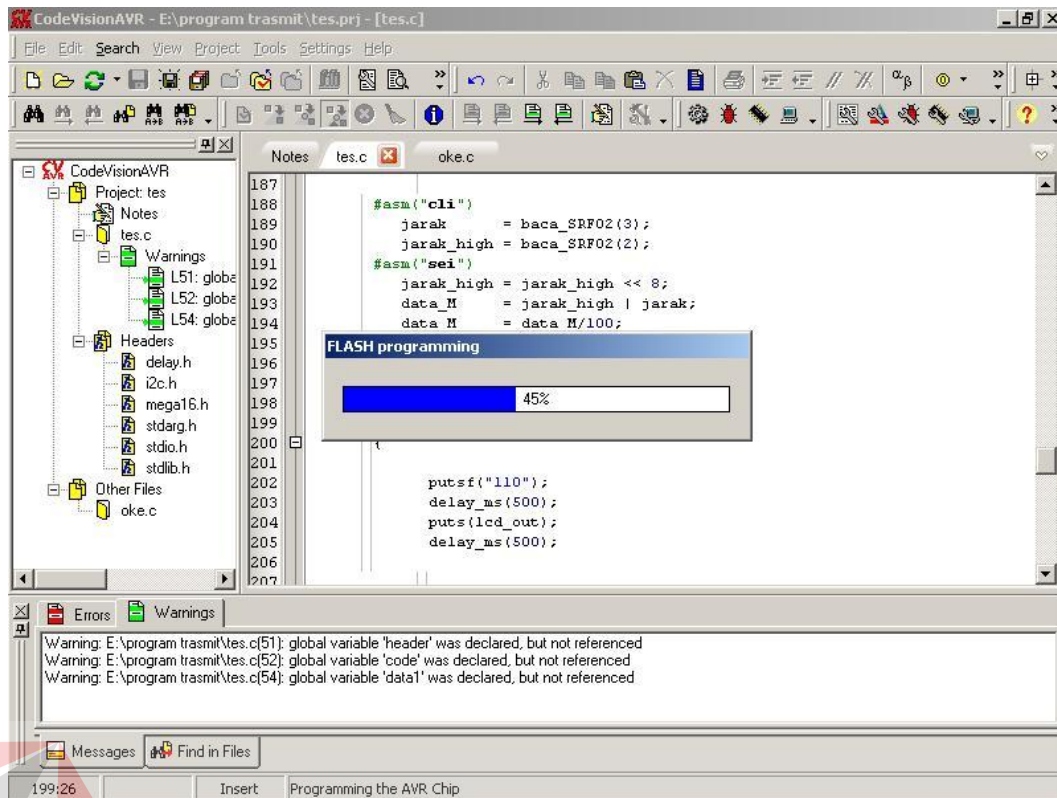 CodeVisionAVR - E:\program trasmit\tes.prj - [tes.c]
File Edit Search View Project Tools Settings Help
Notes tes.c oke.c
CodeVisionAVR
Project: tes
Notes
tes.c
Warnings
L51: globa
L52: globa
L54: globa
Headers
delay.h
i2c.h
mega16.h
stdarg.h
stdio.h
stdlib.h
Other Files
oke.c
187
188 #asm("cli")
189 jarak = baca_SRF02(3);
190 jarak_high = baca_SRF02(2);
191 #asm("sei")
192 jarak_high = jarak_high << 8;
193 data_M = jarak_high | jarak;
194 data_M = data_M/100;
195
196
197
198
199
200 {
201
202 putsf("110");
203 delay_ms(500);
204 puts(lcd_out);
205 delay_ms(500);
206
207
FLASH programming
45%
Errors Warnings
Warning: E:\program trasmit\tes.c(51): global variable 'header' was declared, but not referenced
Warning: E:\program trasmit\tes.c(52): global variable 'code' was declared, but not referenced
Warning: E:\program trasmit\tes.c(54): global variable 'data1' was declared, but not referenced
Messages Find in Files
199:26 Insert Programming the AVR Chip